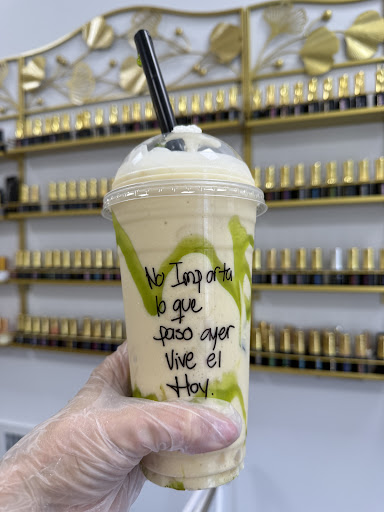 No Importa
lo que
paso ayer
Vive el
Hoy.